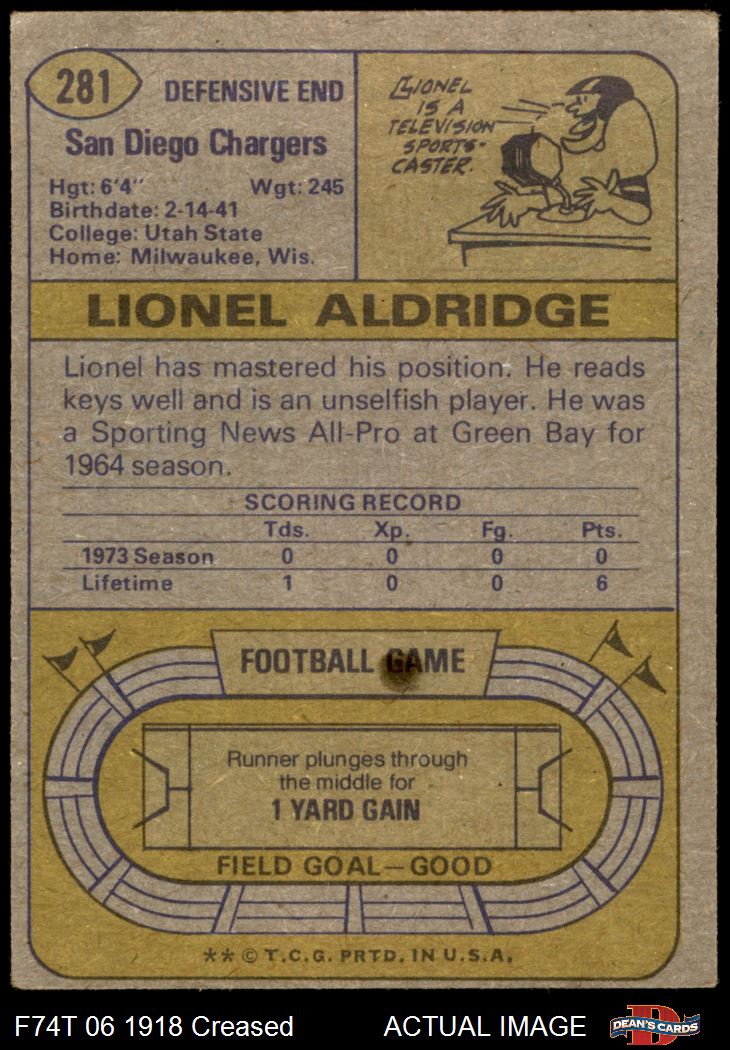 281
DEFENSIVE END
San Diego Chargers
Hgt: 6'4" Wgt: 245
Birthdate: 2-14-41
College: Utah State
Home: Milwaukee, Wis.
LIONEL
IS A
TELEVISION
SPORTS-
CASTER.
LIONEL ALDRIDGE
Lionel has mastered his position. He reads
keys well and is an unselfish player. He was
a Sporting News All-Pro at Green Bay for
1964 season.
SCORING RECORD
Tds. Xp. Fg. Pts.
1973 Season 0 0 0 0
Lifetime 1 0 0 6
FOOTBALL GAME
Runner plunges through
the middle for
1 YARD GAIN
FIELD GOAL—GOOD
** © T.C.G. PRTD. IN U.S.A.
F74T 06 1918 Creased ACTUAL IMAGE
D
DEAN'S CARDS